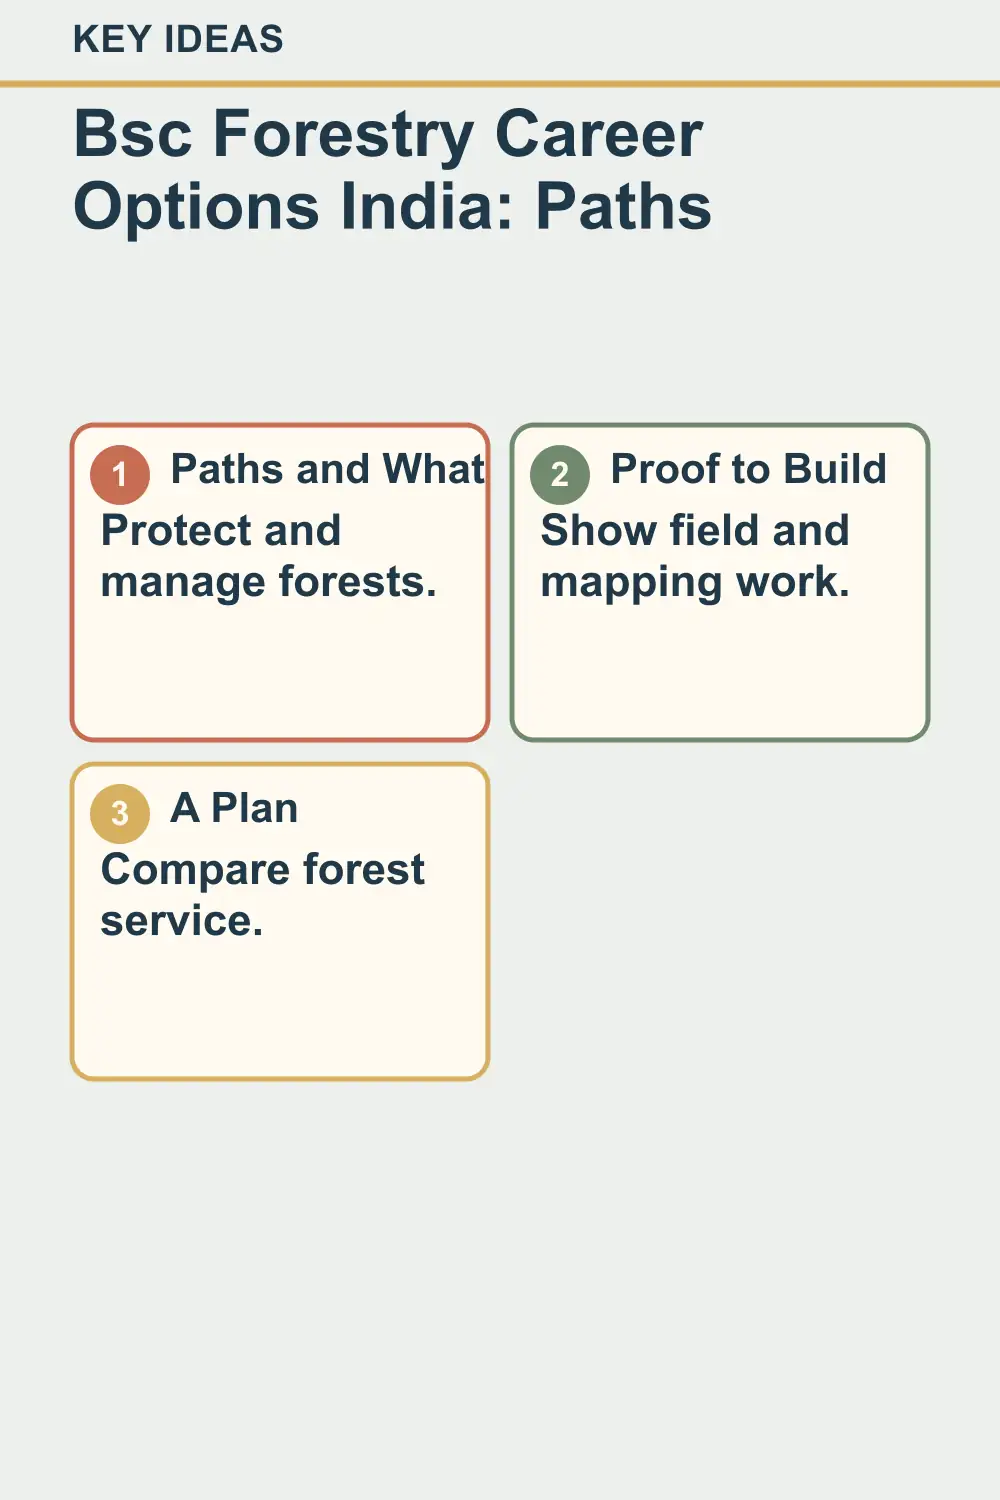 KEY IDEAS
Bsc Forestry Career
Options India: Paths
1 Paths and What
Protect and
manage forests.
2 Proof to Build
Show field and
mapping work.
3 A Plan
Compare forest
service.